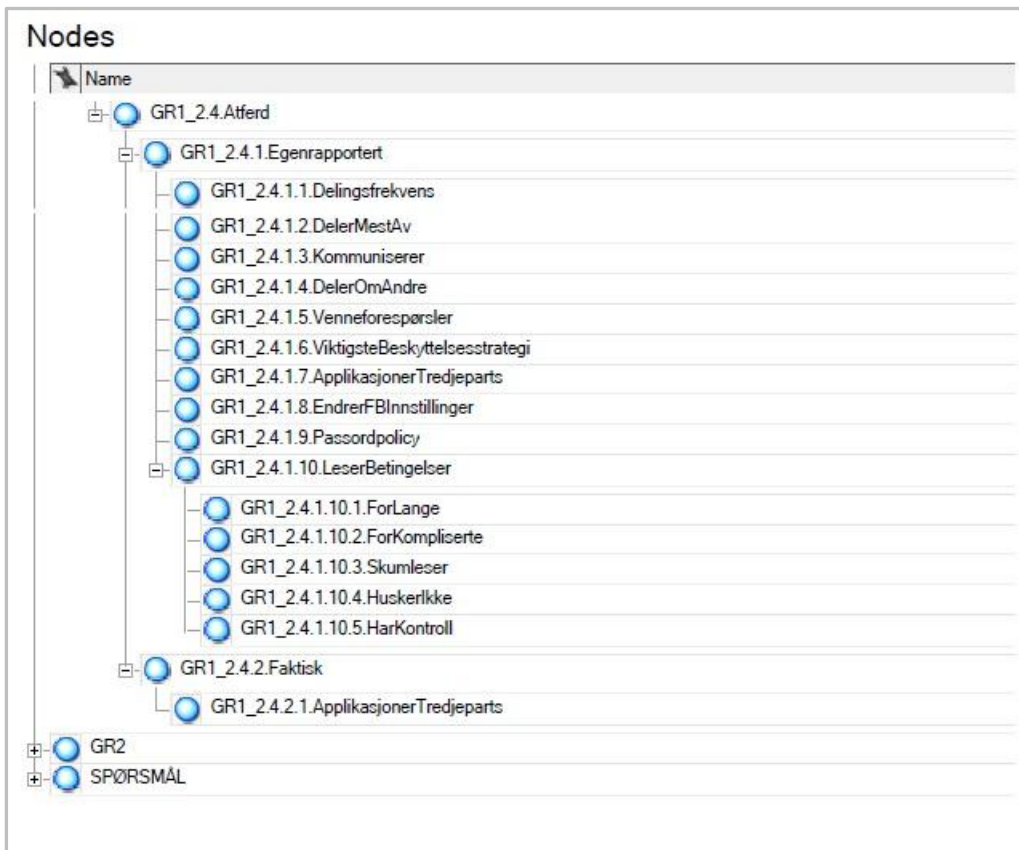 Nodes
Name
GR1_2.4.Atferd
GR1_2.4.1.Egenrapportert
GR1_2.4.1.1.Delingsfrekvens
GR1_2.4.1.2.DelerMestAv
GR1_2.4.1.3.Kommuniserer
GR1_2.4.1.4.DelerOmAndre
GR1_2.4.1.5.Venneforespørsler
GR1_2.4.1.6.ViktigsteBeskyttelsesstrategi
GR1_2.4.1.7.ApplikasjonerTredjeparts
GR1_2.4.1.8.EndrerFBInnstillinger
GR1_2.4.1.9.Passordpolicy
GR1_2.4.1.10.LeserBetingelser
GR1_2.4.1.10.1.ForLange
GR1_2.4.1.10.2.ForKompliserte
GR1_2.4.1.10.3.Skumleser
GR1_2.4.1.10.4.HuskerIkke
GR1_2.4.1.10.5.HarKontroll
GR1_2.4.2.Faktisk
GR1_2.4.2.1.ApplikasjonerTredjeparts
GR2
SPØRSMÅL